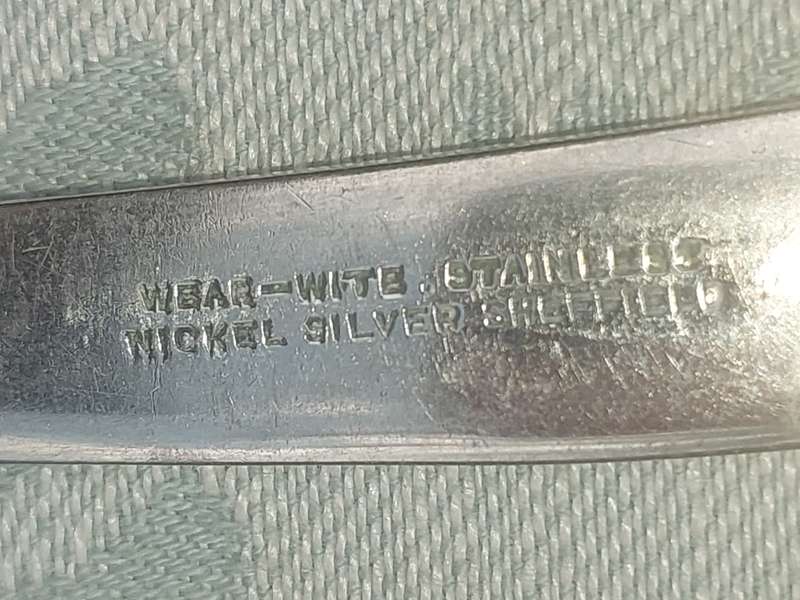 WEAR-WITE STAINLESS
NICKEL SILVER SHEFFIELD